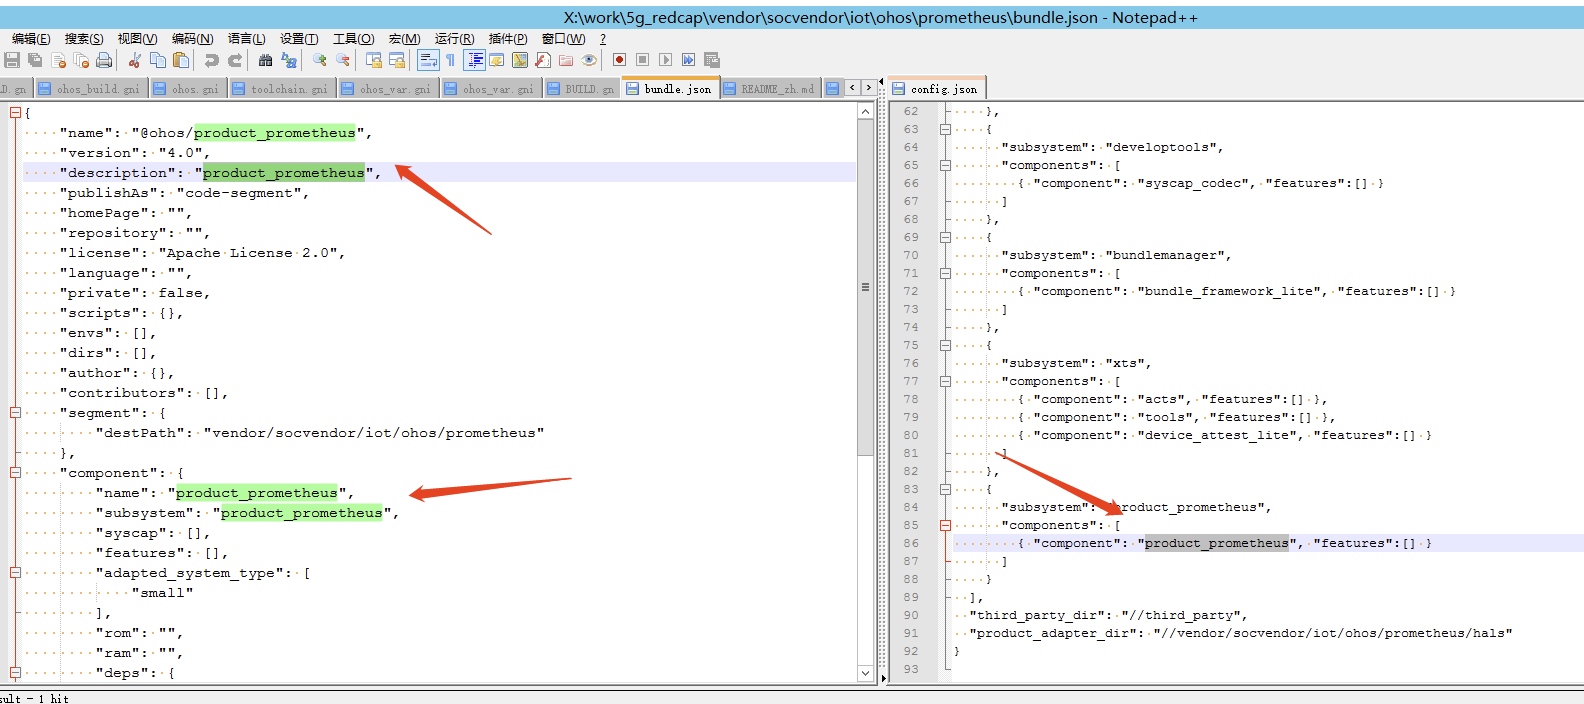 X:\work\5g_redcap\vendor\socvendor\iot\ohos\prometheus\bundle.json - Notepad++
编辑(E) 搜索(S) 视图(V) 编码(N) 语言(L) 设置(T) 工具(O) 宏(M) 运行(R) 插件(P) 窗口(W) ?
D.gn ohos_build.gni ohos.gni toolchain.gni ohos_var.gni ohos_var.gni BUILD.gn bundle.json README_zh.md
{
"name": "@ohos/product_prometheus",
"version": "4.0",
"description": "product_prometheus",
"publishAs": "code-segment",
"homePage": "",
"repository": "",
"license": "Apache License 2.0",
"language": "",
"private": false,
"scripts": {},
"envs": [],
"dirs": [],
"author": {},
"contributors": [],
"segment": {
"destPath": "vendor/socvendor/iot/ohos/prometheus"
},
"component": {
"name": "product_prometheus",
"subsystem": "product_prometheus",
"syscap": [],
"features": [],
"adapted_system_type": [
"small"
],
"rom": "",
"ram": "",
"deps": {
config.json
62 },
63 {
64 "subsystem": "developtools",
65 "components": [
66 { "component": "syscap_codec", "features":[] }
67 ]
68 },
69 {
70 "subsystem": "bundlemanager",
71 "components": [
72 { "component": "bundle_framework_lite", "features":[] }
73 ]
74 },
75 {
76 "subsystem": "xts",
77 "components": [
78 { "component": "acts", "features":[] },
79 { "component": "tools", "features":[] },
80 { "component": "device_attest_lite", "features":[] }
81 ]
82 },
83 {
84 "subsystem": "product_prometheus",
85 "components": [
86 { "component": "product_prometheus", "features":[] }
87 ]
88 }
89 ],
90 "third_party_dir": "//third_party",
91 "product_adapter_dir": "//vendor/socvendor/iot/ohos/prometheus/hals"
92 }
93
sult - 1 hit